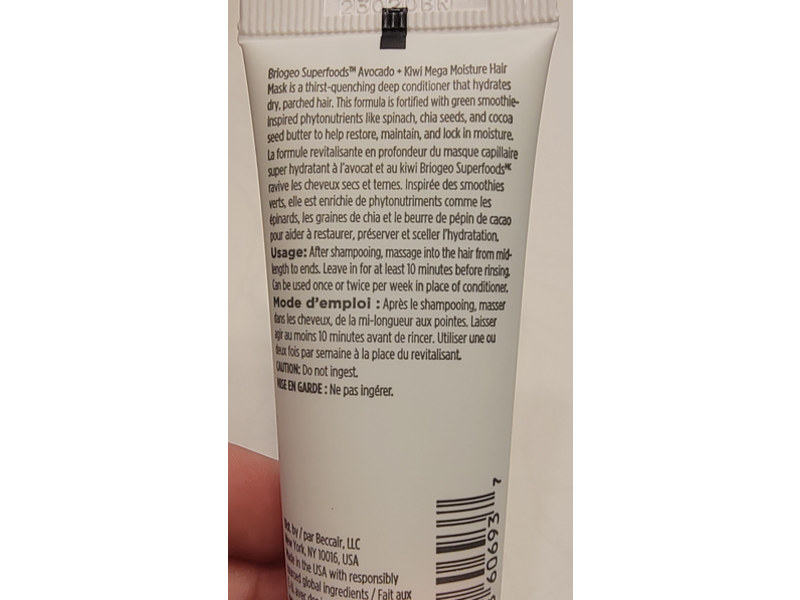 Briogeo Superfoods™ Avocado + Kiwi Mega Moisture Hair
Mask is a thirst-quenching deep conditioner that hydrates
dry, parched hair. This formula is fortified with green smoothie-
inspired phytonutrients like spinach, chia seeds, and cocoa
seed butter to help restore, maintain, and lock in moisture.
La formule revitalisante en profondeur du masque capillaire
super hydratant à l'avocat et au kiwi Briogeo Superfoods MC
ravive les cheveux secs et ternes. Inspirée des smoothies
verts, elle est enrichie de phytonutriments comme les
épinards, les graines de chia et le beurre de pépin de cacao
pour aider à restaurer, préserver et sceller l'hydratation.
Usage: After shampooing, massage into the hair from mid-
length to ends. Leave in for at least 10 minutes before rinsing.
Can be used once or twice per week in place of conditioner.
Mode d'emploi : Après le shampooing, masser
dans les cheveux, de la mi-longueur aux pointes. Laisser
agir au moins 10 minutes avant de rincer. Utiliser une ou
deux fois par semaine à la place du revitalisant.
CAUTION: Do not ingest.
MISE EN GARDE : Ne pas ingérer.
by / par Beccair, LLC
New York, NY 10016, USA
Made in the USA with responsibly
global ingredients / Fait aux
60693 7